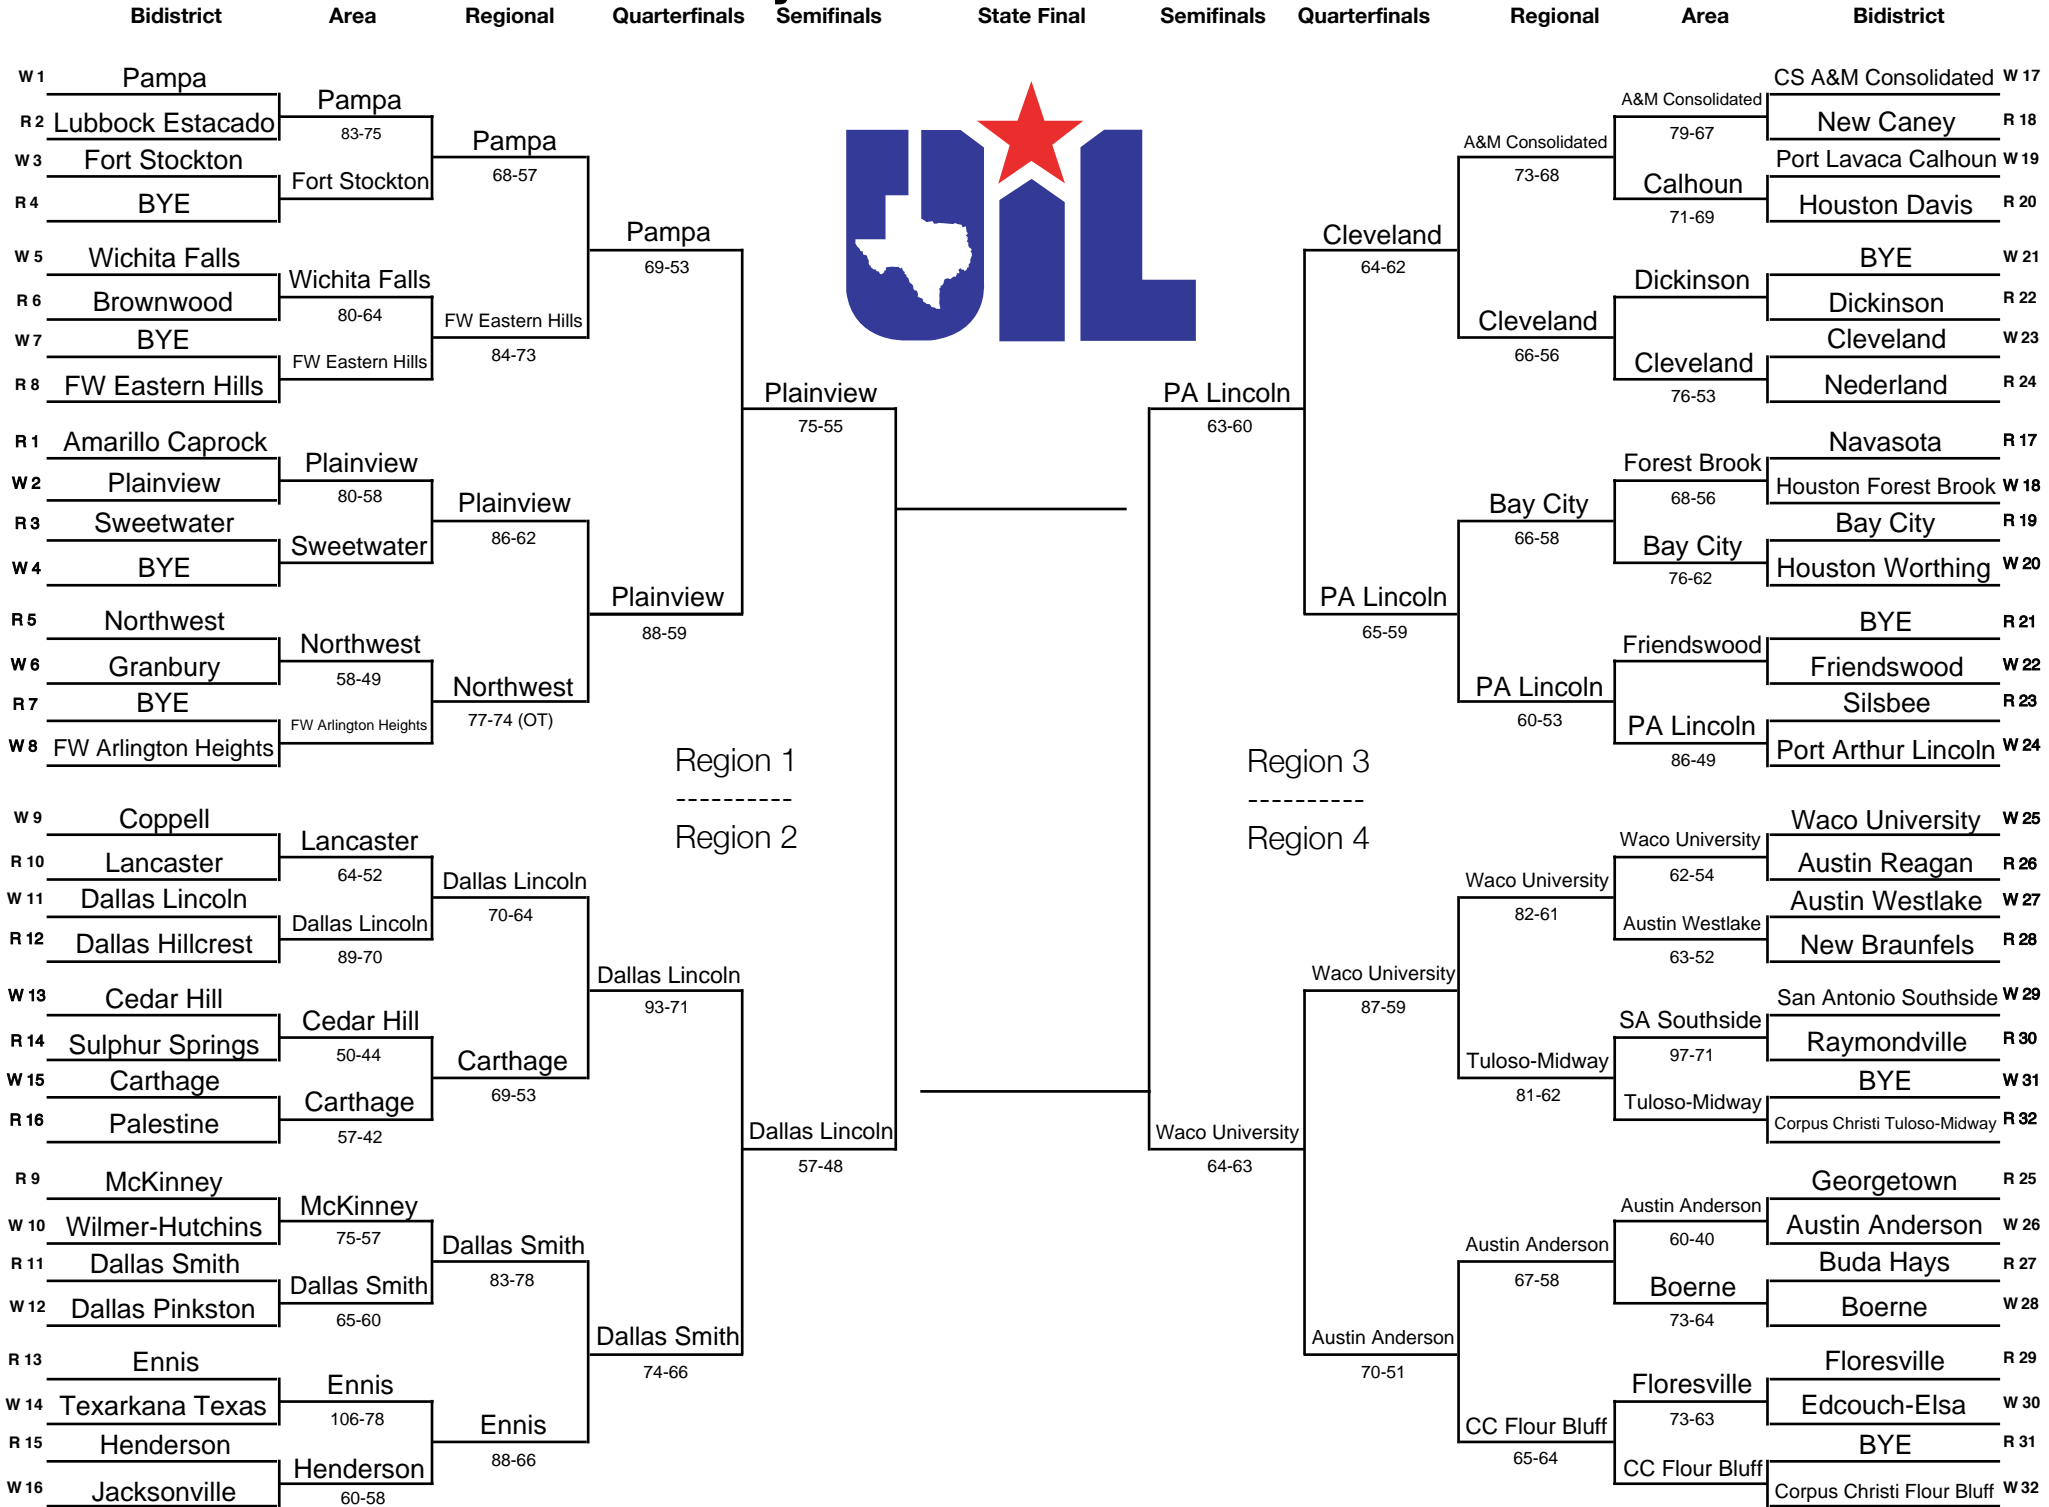 Bidistrict Area Regional Quarterfinals Semifinals State Final Semifinals Quarterfinals Regional Area Bidistrict
W 1 Pampa
Pampa
83-75
R 2 Lubbock Estacado
Pampa
68-57
W 3 Fort Stockton
Fort Stockton
R 4 BYE
Pampa
69-53
W 5 Wichita Falls
Wichita Falls
80-64
R 6 Brownwood
FW Eastern Hills
84-73
W 7 BYE
FW Eastern Hills
R 8 FW Eastern Hills
Plainview
75-55
R 1 Amarillo Caprock
Plainview
80-58
W 2 Plainview
Plainview
86-62
R 3 Sweetwater
Sweetwater
W 4 BYE
Plainview
88-59
R 5 Northwest
Northwest
58-49
W 6 Granbury
Northwest
77-74 (OT)
R 7 BYE
FW Arlington Heights
W 8 FW Arlington Heights
Region 1
----------
Region 2
W 9 Coppell
Lancaster
64-52
R 10 Lancaster
Dallas Lincoln
70-64
W 11 Dallas Lincoln
Dallas Lincoln
89-70
R 12 Dallas Hillcrest
Dallas Lincoln
93-71
W 13 Cedar Hill
Cedar Hill
50-44
R 14 Sulphur Springs
Carthage
69-53
W 15 Carthage
Carthage
57-42
R 16 Palestine
Dallas Lincoln
57-48
R 9 McKinney
McKinney
75-57
W 10 Wilmer-Hutchins
Dallas Smith
83-78
R 11 Dallas Smith
Dallas Smith
65-60
W 12 Dallas Pinkston
Dallas Smith
74-66
R 13 Ennis
Ennis
106-78
W 14 Texarkana Texas
Ennis
88-66
R 15 Henderson
Henderson
60-58
W 16 Jacksonville
UIL
CS A&M Consolidated W 17
A&M Consolidated
79-67
New Caney R 18
A&M Consolidated
73-68
Port Lavaca Calhoun W 19
Calhoun
71-69
Houston Davis R 20
Cleveland
64-62
BYE W 21
Dickinson
Dickinson R 22
Cleveland
66-56
Cleveland W 23
Cleveland
76-53
Nederland R 24
PA Lincoln
63-60
Navasota R 17
Forest Brook
68-56
Houston Forest Brook W 18
Bay City
66-58
Bay City R 19
Bay City
76-62
Houston Worthing W 20
PA Lincoln
65-59
BYE R 21
Friendswood
Friendswood W 22
PA Lincoln
60-53
Silsbee R 23
PA Lincoln
86-49
Port Arthur Lincoln W 24
Region 3
----------
Region 4
Waco University W 25
Waco University
62-54
Austin Reagan R 26
Waco University
82-61
Austin Westlake W 27
Austin Westlake
63-52
New Braunfels R 28
Waco University
87-59
San Antonio Southside W 29
SA Southside
97-71
Raymondville R 30
Tuloso-Midway
81-62
BYE W 31
Tuloso-Midway
Corpus Christi Tuloso-Midway R 32
Waco University
64-63
Georgetown R 25
Austin Anderson
60-40
Austin Anderson W 26
Austin Anderson
67-58
Buda Hays R 27
Boerne
73-64
Boerne W 28
Austin Anderson
70-51
Floresville R 29
Floresville
73-63
Edcouch-Elsa W 30
CC Flour Bluff
65-64
BYE R 31
CC Flour Bluff
Corpus Christi Flour Bluff W 32